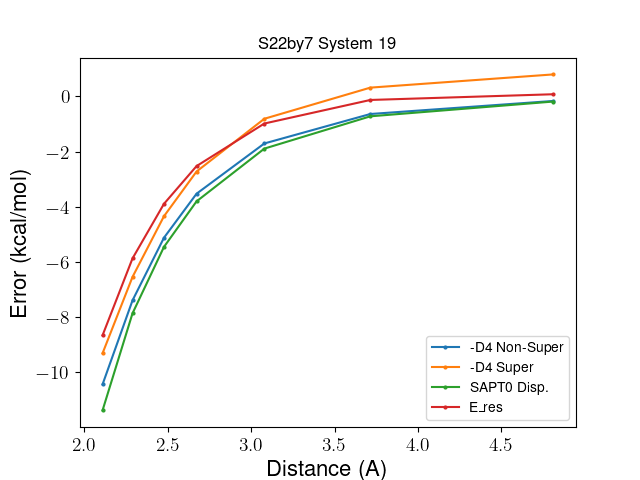 S22by7 System 19
Error (kcal/mol)
0
−2
−4
−6
−8
−10
-D4 Non-Super
-D4 Super
SAPT0 Disp.
E_res
2.0 2.5 3.0 3.5 4.0 4.5
Distance (A)